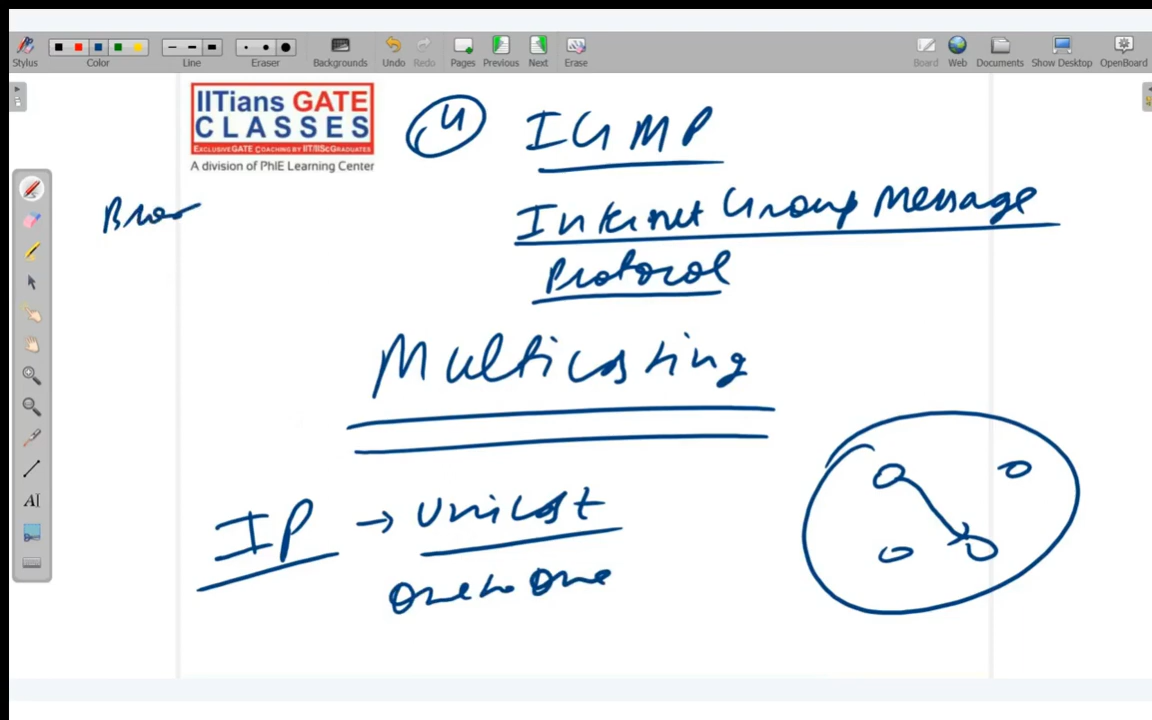 Stylus
Color
Line
Eraser
Backgrounds
Undo
Redo
Pages
Previous
Next
Erase
Board
Web
Documents
Show Desktop
OpenBoard
IITians GATE
CLASSES
EXCLUSIVE GATE COACHING BY IIT/IISc GRADUATES
A division of PhIE Learning Center
4
IGMP
Internet Group Message
Protocol
Broa
Multicasting
IP → Unicast
One to One
AI